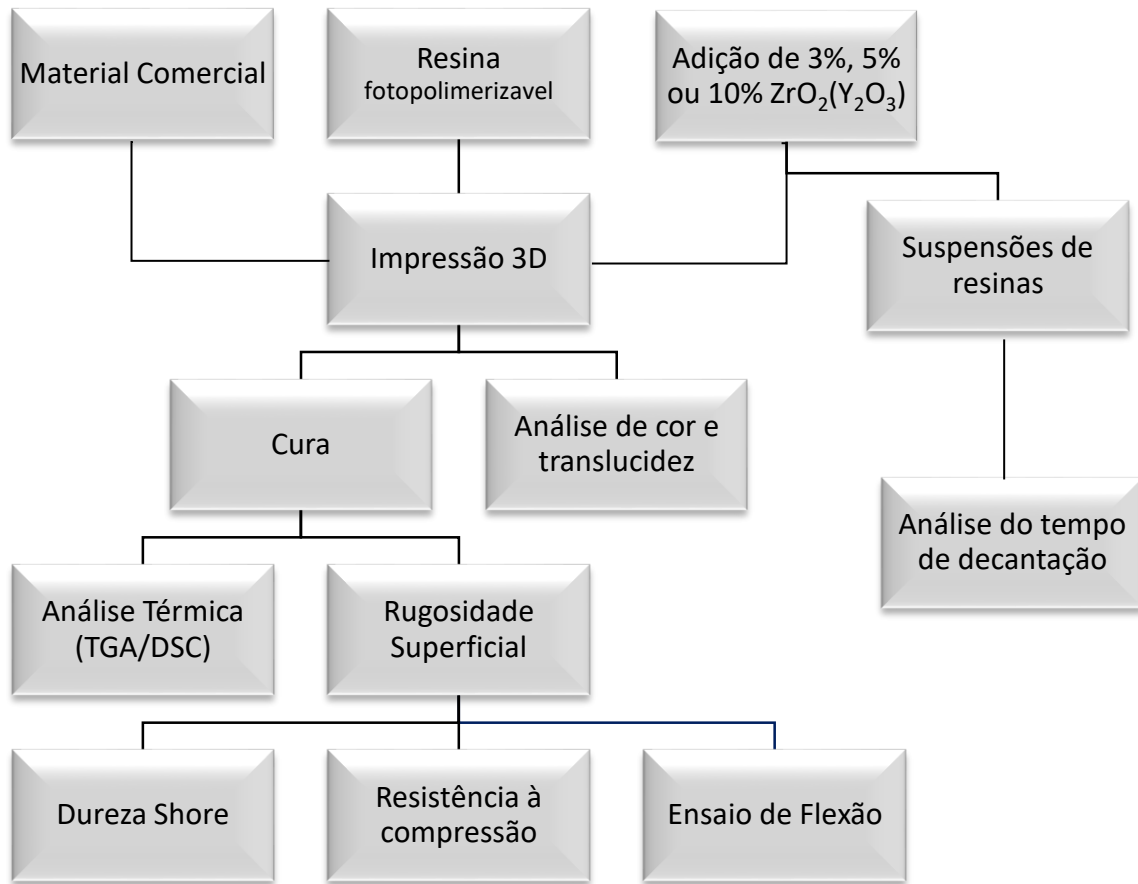 Material Comercial
Resina
fotopolimerizavel
Adição de 3%, 5%
ou 10% ZrO₂(Y₂O₃)
Impressão 3D
Suspensões de
resinas
Cura
Análise de cor e
translucidez
Análise do tempo
de decantação
Análise Térmica
(TGA/DSC)
Rugosidade
Superficial
Dureza Shore
Resistência à
compressão
Ensaio de Flexão